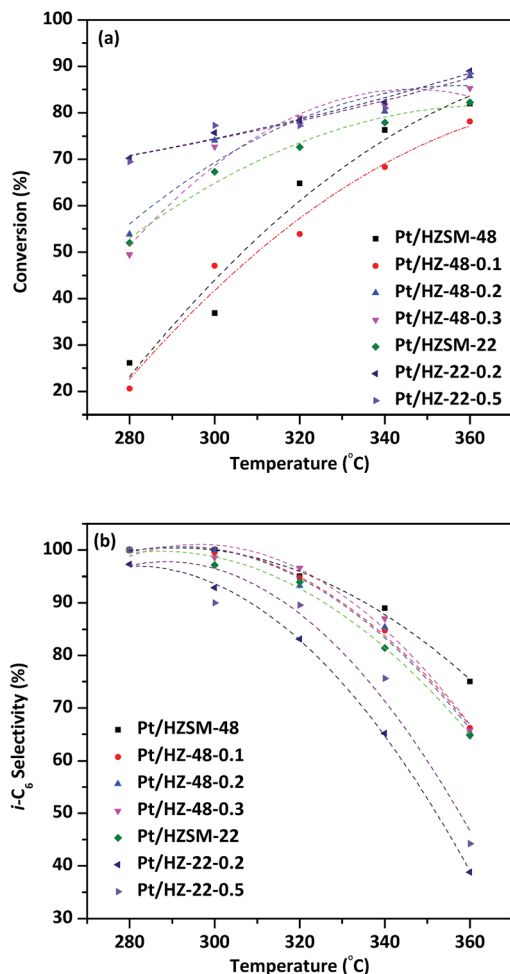 (a)
100
90
80
70
60
50
40
30
20
Conversion (%)
Pt/HZSM-48
Pt/HZ-48-0.1
Pt/HZ-48-0.2
Pt/HZ-48-0.3
Pt/HZSM-22
Pt/HZ-22-0.2
Pt/HZ-22-0.5
280 300 320 340 360
Temperature (°C)
(b)
100
90
80
70
60
50
40
30
i-C₆ Selectivity (%)
Pt/HZSM-48
Pt/HZ-48-0.1
Pt/HZ-48-0.2
Pt/HZ-48-0.3
Pt/HZSM-22
Pt/HZ-22-0.2
Pt/HZ-22-0.5
280 300 320 340 360
Temperature (°C)